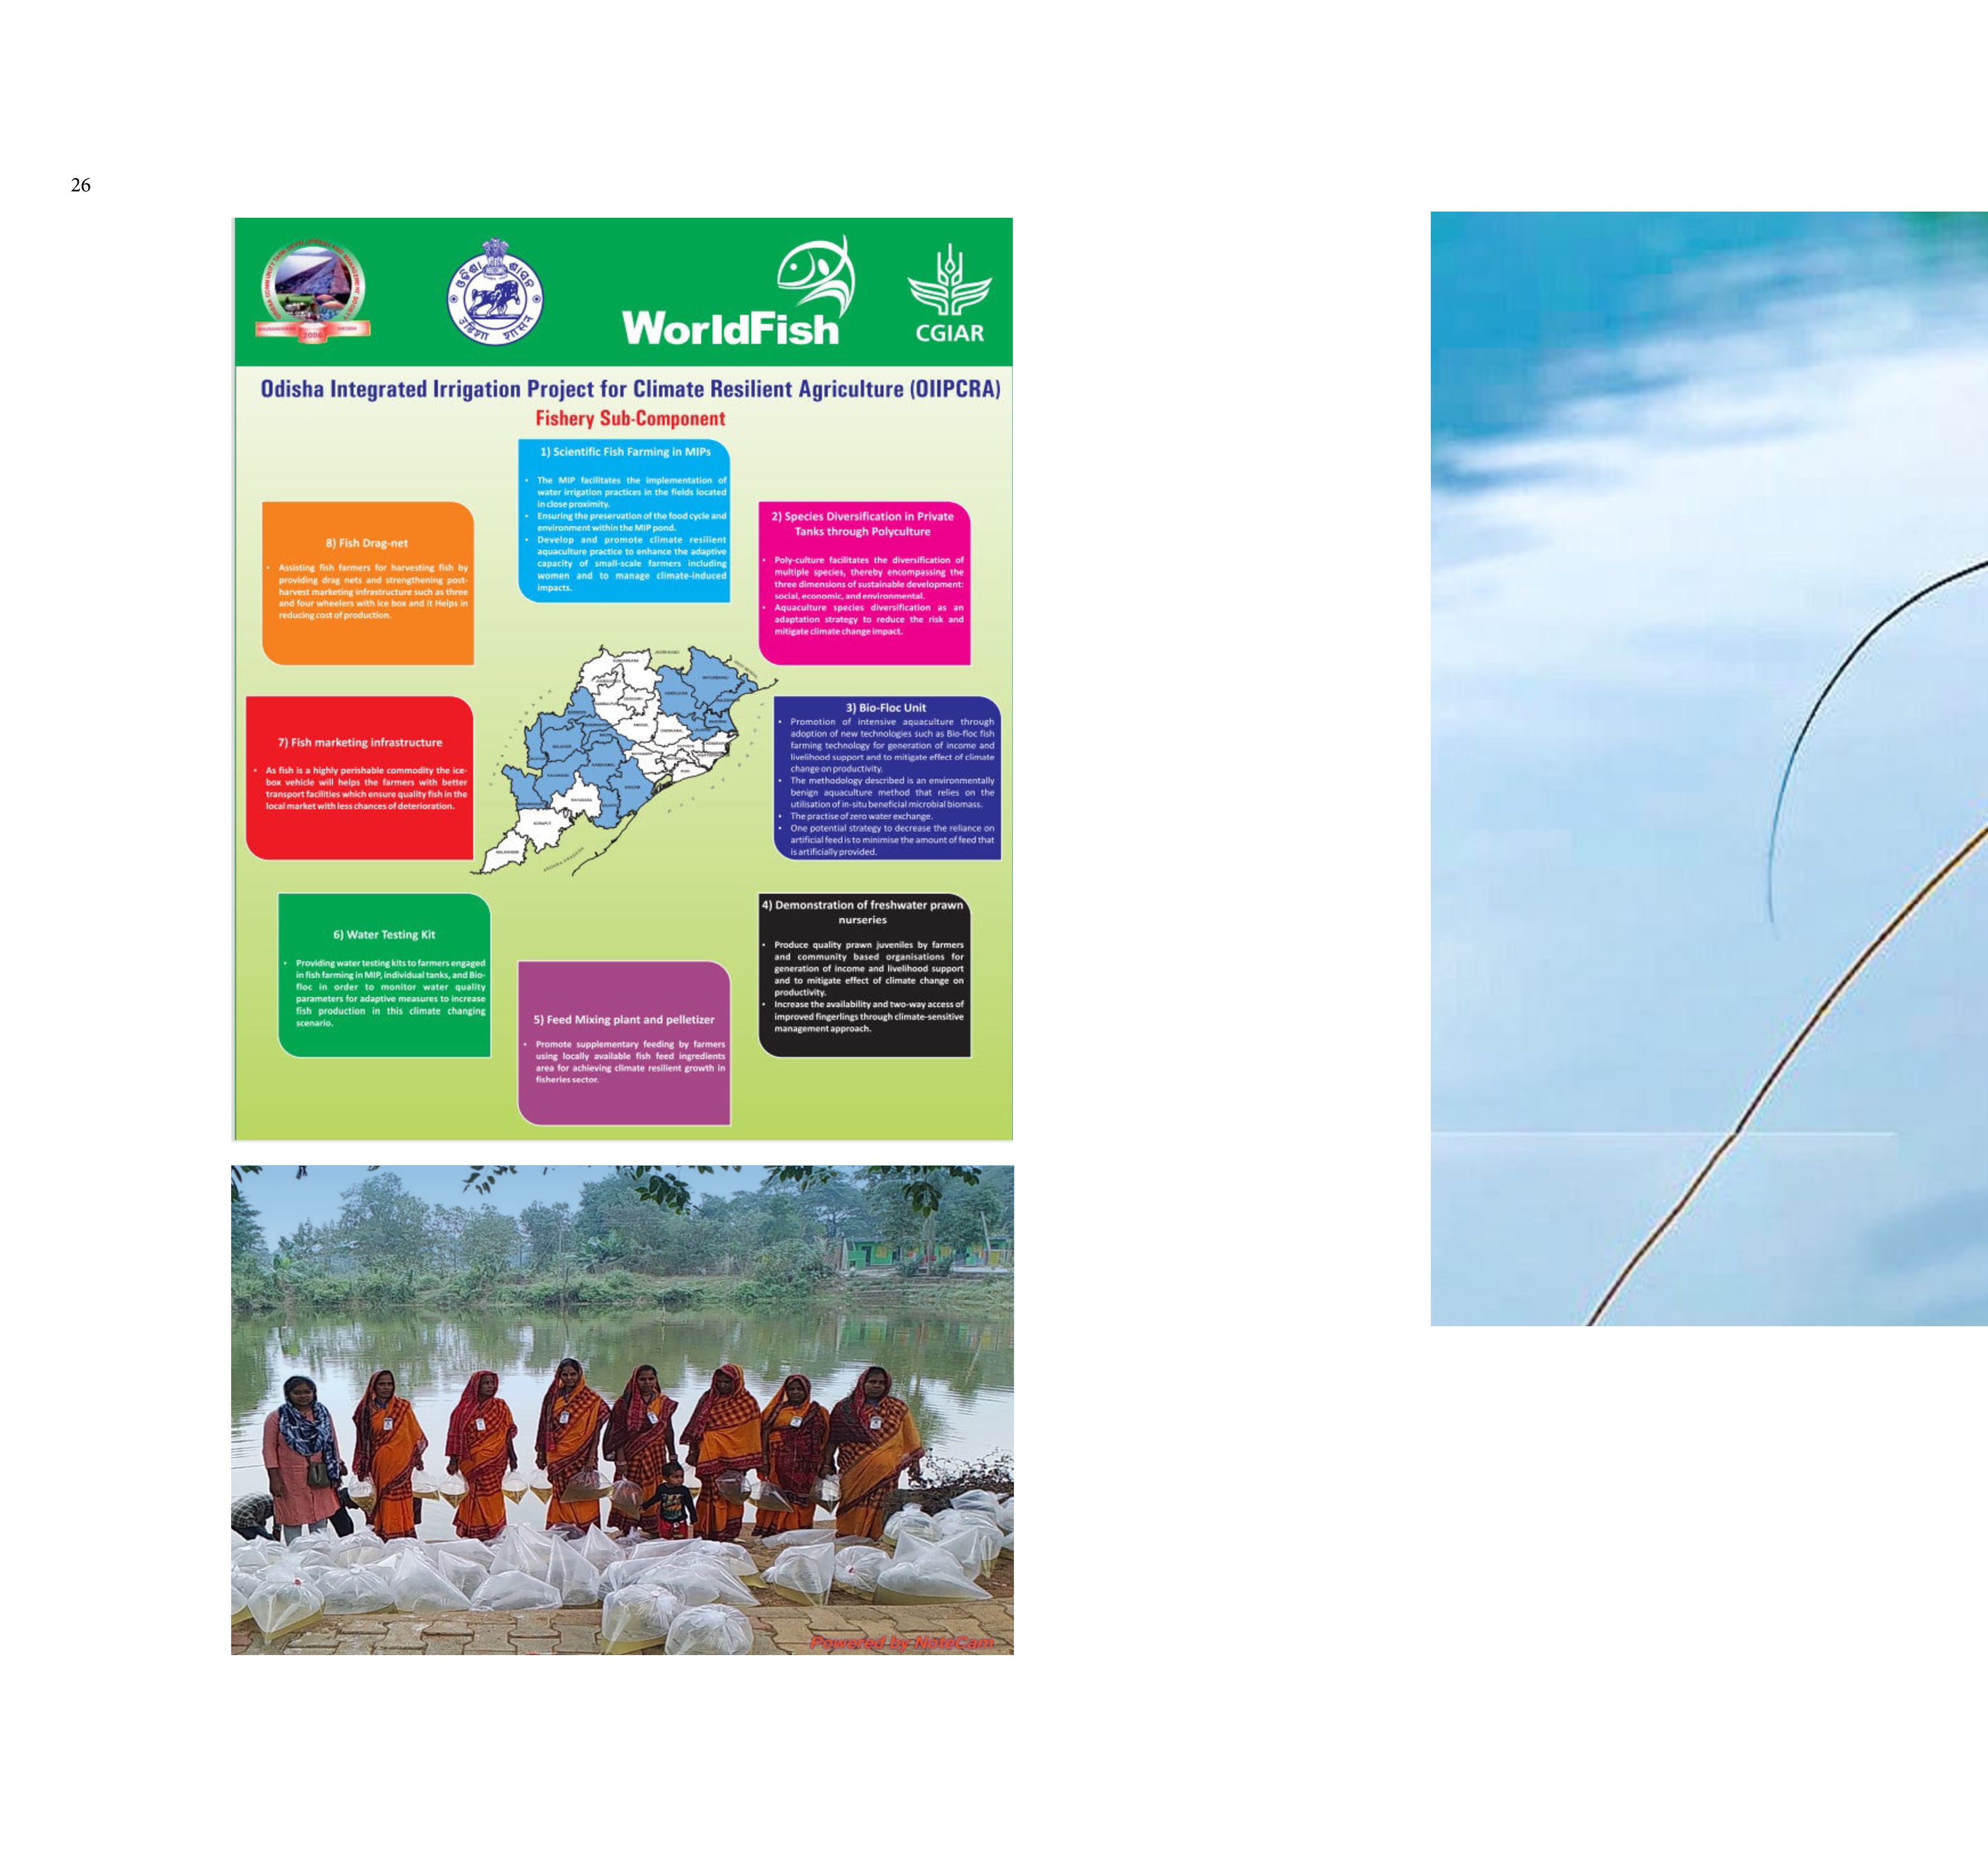 26
ଓଡ଼ିଶା ଶାସନ
ओड़िशा शासन
2006
WorldFish
CGIAR
Odisha Integrated Irrigation Project for Climate Resilient Agriculture (OIIPCRA)
Fishery Sub-Component
1) Scientific Fish Farming in MIPs
• The MIP facilitates the implementation of
water irrigation practices in the fields located
in close proximity.
• Ensuring the preservation of the food cycle and
environment within the MIP pond.
• Develop and promote climate resilient
aquaculture practice to enhance the adaptive
capacity of small-scale farmers including
women and to manage climate-induced
impacts.
2) Species Diversification in Private
Tanks through Polyculture
• Poly-culture facilitates the diversification of
multiple species, thereby encompassing the
three dimensions of sustainable development:
social, economic, and environmental.
• Aquaculture species diversification as an
adaptation strategy to reduce the risk and
mitigate climate change impact.
3) Bio-Floc Unit
• Promotion of intensive aquaculture through
adoption of new technologies such as Bio-floc fish
farming technology for generation of income and
livelihood support and to mitigate effect of climate
change on productivity.
• The methodology described is an environmentally
benign aquaculture method that relies on the
utilisation of in-situ beneficial microbial biomass.
• The practise of zero water exchange.
• One potential strategy to decrease the reliance on
artificial feed is to minimise the amount of feed that
is artificially provided.
4) Demonstration of freshwater prawn
nurseries
• Produce quality prawn juveniles by farmers
and community based organisations for
generation of income and livelihood support
and to mitigate effect of climate change on
productivity.
• Increase the availability and two-way access of
improved fingerlings through climate-sensitive
management approach.
5) Feed Mixing plant and pelletizer
• Promote supplementary feeding by farmers
using locally available fish feed ingredients
area for achieving climate resilient growth in
fisheries sector.
6) Water Testing Kit
• Providing water testing kits to farmers engaged
in fish farming in MIP, individual tanks, and Bio-
floc in order to monitor water quality
parameters for adaptive measures to increase
fish production in this climate changing
scenario.
7) Fish marketing infrastructure
• As fish is a highly perishable commodity the ice-
box vehicle will helps the farmers with better
transport facilities which ensure quality fish in the
local market with less chances of deterioration.
8) Fish Drag-net
• Assisting fish farmers for harvesting fish by
providing drag nets and strengthening post-
harvest marketing infrastructure such as three
and four wheelers with ice box and it Helps in
reducing cost of production.
Powered by NoteCam